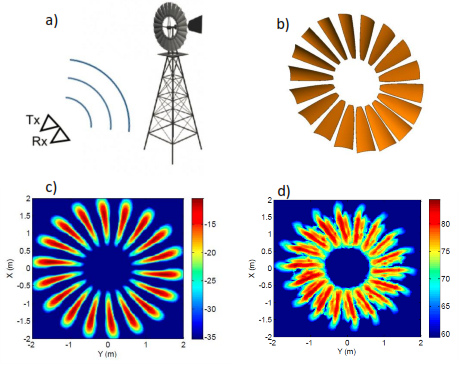 a)
Tx
Rx
b)
c)
2
1.5
1
0.5
0
-0.5
-1
-1.5
-2
X (m)
-2 -1 0 1 2
Y (m)
-15
-20
-25
-30
-35
d)
2
1.5
1
0.5
0
-0.5
-1
-1.5
-2
X (m)
-2 -1 0 1 2
Y (m)
80
75
70
65
60